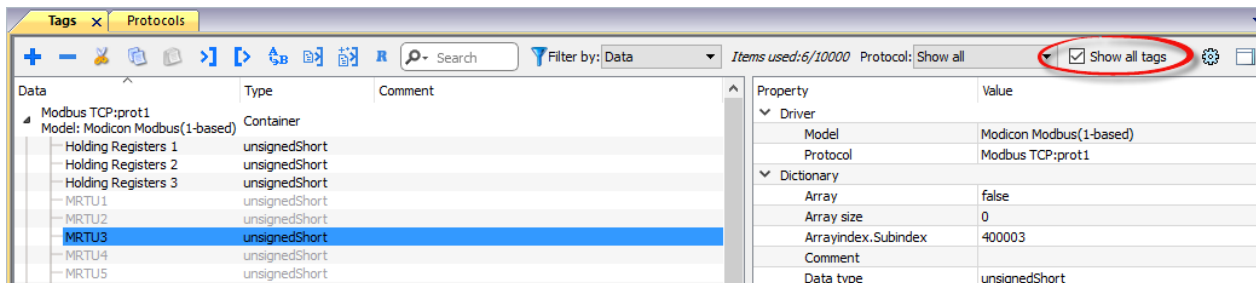 Tags x Protocols
A B R Search Filter by: Data Items used:6/10000 Protocol: Show all Show all tags
Data Type Comment Property Value
Modbus TCP:prot1
Model: Modicon Modbus(1-based) Container Driver
Model Modicon Modbus(1-based)
Holding Registers 1 unsignedShort Protocol Modbus TCP:prot1
Holding Registers 2 unsignedShort Dictionary
Holding Registers 3 unsignedShort Array false
MRTU1 unsignedShort Array size 0
MRTU2 unsignedShort
MRTU3 unsignedShort Arrayindex.Subindex 400003
MRTU4 unsignedShort Comment
MRTU5 unsignedShort Data type unsignedShort